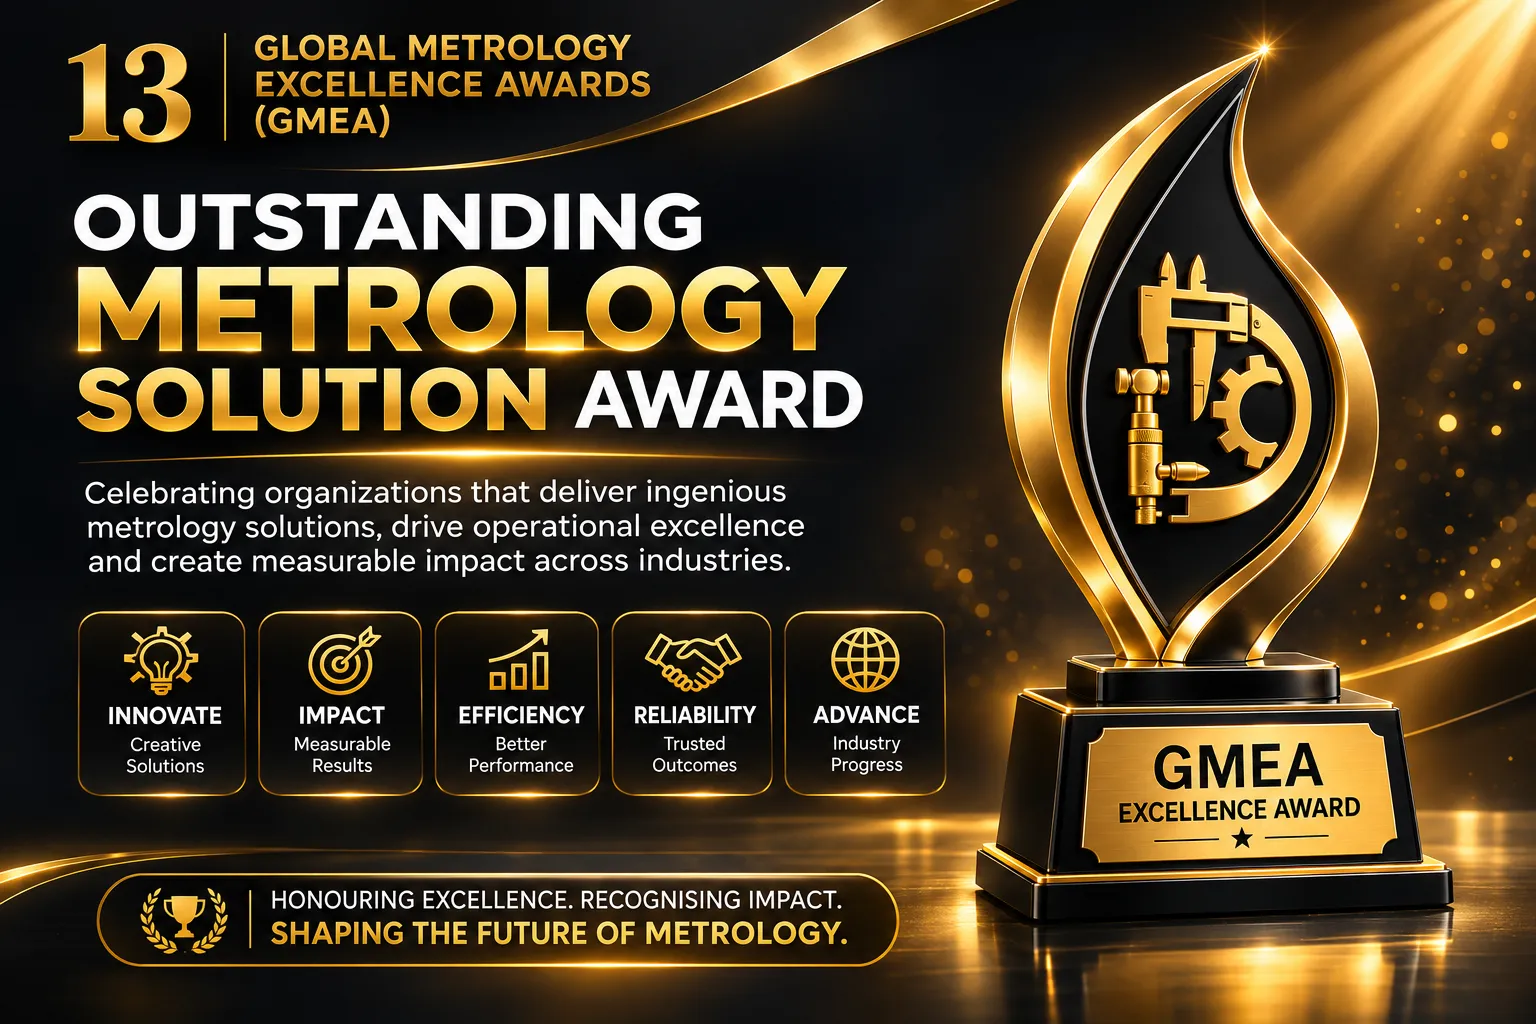 13
GLOBAL METROLOGY
EXCELLENCE AWARDS
(GMEA)
OUTSTANDING
METROLOGY
SOLUTION AWARD
Celebrating organizations that deliver ingenious
metrology solutions, drive operational excellence
and create measurable impact across industries.
INNOVATE
Creative
Solutions
IMPACT
Measurable
Results
EFFICIENCY
Better
Performance
RELIABILITY
Trusted
Outcomes
ADVANCE
Industry
Progress
GMEA
EXCELLENCE AWARD
HONOURING EXCELLENCE. RECOGNISING IMPACT.
SHAPING THE FUTURE OF METROLOGY.